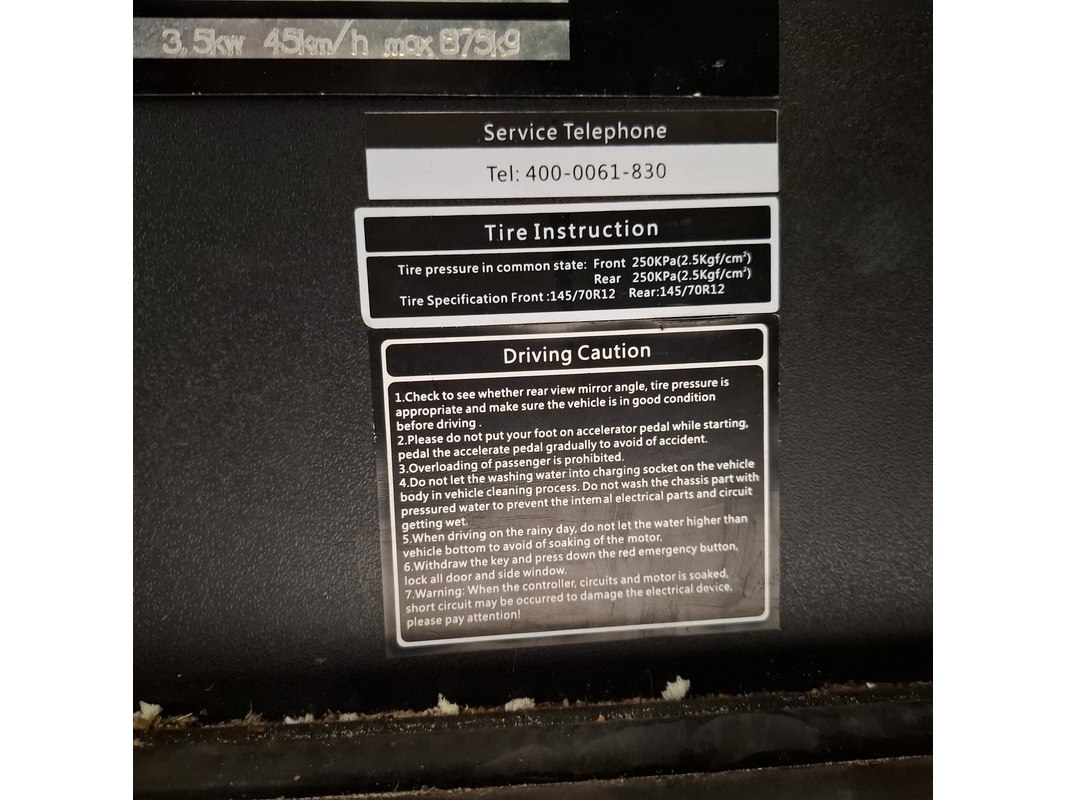 3.5kw 45km/h max 875kg
Service Telephone
Tel: 400-0061-830
Tire Instruction
Tire pressure in common state: Front 250KPa(2.5Kgf/cm²)
Rear 250KPa(2.5Kgf/cm²)
Tire Specification Front :145/70R12 Rear:145/70R12
Driving Caution
1.Check to see whether rear view mirror angle, tire pressure is
appropriate and make sure the vehicle is in good condition
before driving .
2.Please do not put your foot on accelerator pedal while starting,
pedal the accelerate pedal gradually to avoid of accident.
3.Overloading of passenger is prohibited.
4.Do not let the washing water into charging socket on the vehicle
body in vehicle cleaning process. Do not wash the chassis part with
pressured water to prevent the internal electrical parts and circuit
getting wet.
5.When driving on the rainy day, do not let the water higher than
vehicle bottom to avoid of soaking of the motor.
6.Withdraw the key and press down the red emergency button,
lock all door and side window.
7.Warning: When the controller, circuits and motor is soaked,
short circuit may be occurred to damage the electrical device,
please pay attention!